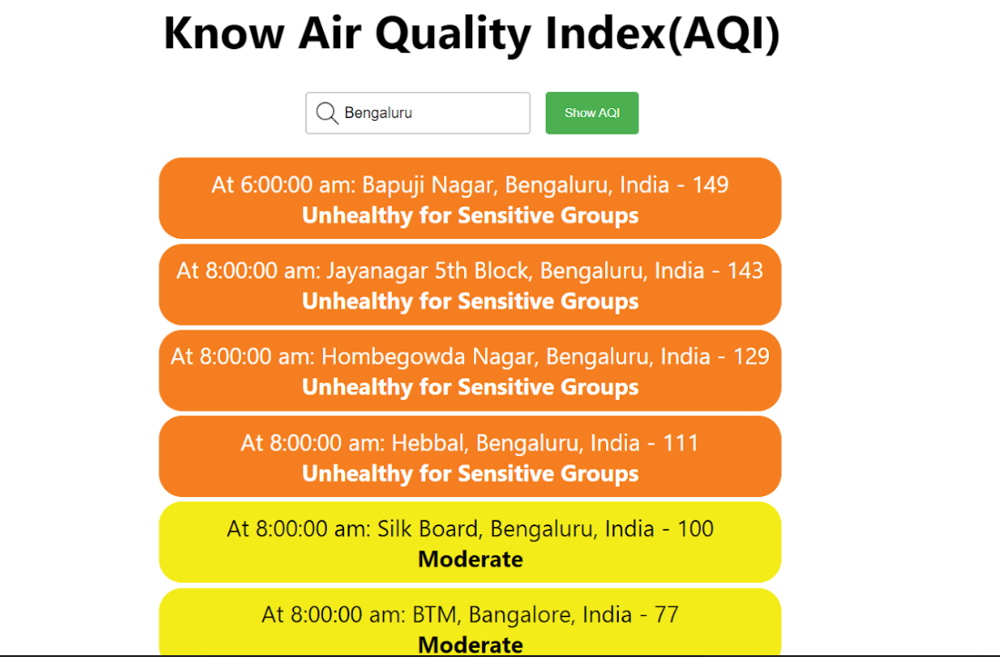 Know Air Quality Index(AQI)
Bengaluru
Show AQI
At 6:00:00 am: Bapuji Nagar, Bengaluru, India - 149
Unhealthy for Sensitive Groups
At 8:00:00 am: Jayanagar 5th Block, Bengaluru, India - 143
Unhealthy for Sensitive Groups
At 8:00:00 am: Hombegowda Nagar, Bengaluru, India - 129
Unhealthy for Sensitive Groups
At 8:00:00 am: Hebbal, Bengaluru, India - 111
Unhealthy for Sensitive Groups
At 8:00:00 am: Silk Board, Bengaluru, India - 100
Moderate
At 8:00:00 am: BTM, Bangalore, India - 77
Moderate